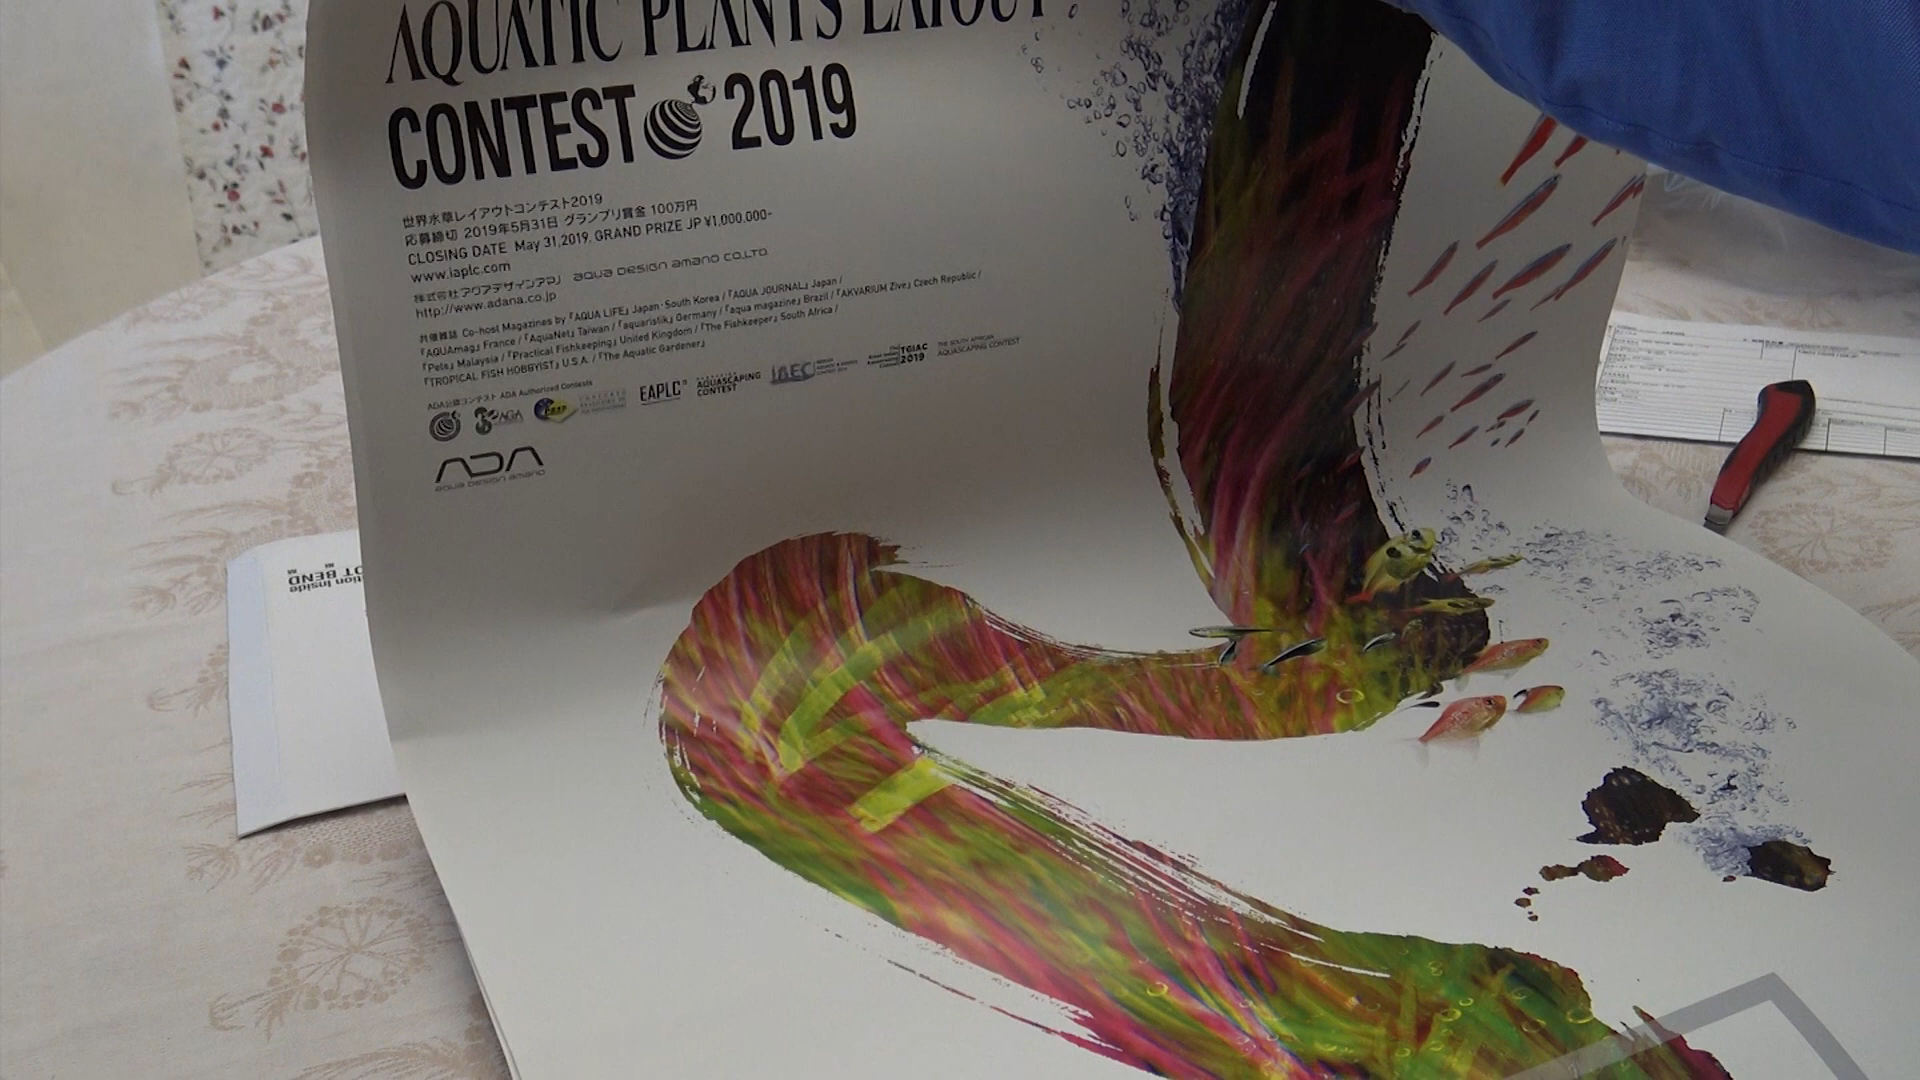 AQUATIC PLANTS LAYOUT
CONTEST 2019
世界水草レイアウトコンテスト2019
応募締切 2019年5月31日 グランプリ賞金 100万円
CLOSING DATE May 31,2019. GRAND PRIZE JP ¥1,000,000-
www.iaplc.com
株式会社アクアデザインアマノ aqua design amano co.,ltd.
http://www.adana.co.jp
共催雑誌 Co-host Magazines by 『AQUA LIFE』 Japan・South Korea / 『AQUA JOURNAL』 Japan /
『AQUAmag』 France / 『AquaNet』 Taiwan / 『aquaristik』 Germany / 『aqua magazine』 Brazil / 『AKVARIUM Zive』 Czech Republic /
『Pets』 Malaysia / 『Practical Fishkeeping』 United Kingdom / 『The Fishkeeper』 South Africa /
『TROPICAL FISH HOBBYIST』 U.S.A. / 『The Aquatic Gardener』
ADA公認コンテスト ADA Authorized Contests
AGA
CBAP
EAPLC
AQUASCAPING
CONTEST
IAEC
TGIAC
2019
THE SOUTH AFRICAN
AQUASCAPING CONTEST
ADA
aqua design amano
tion Inside
OT BEND